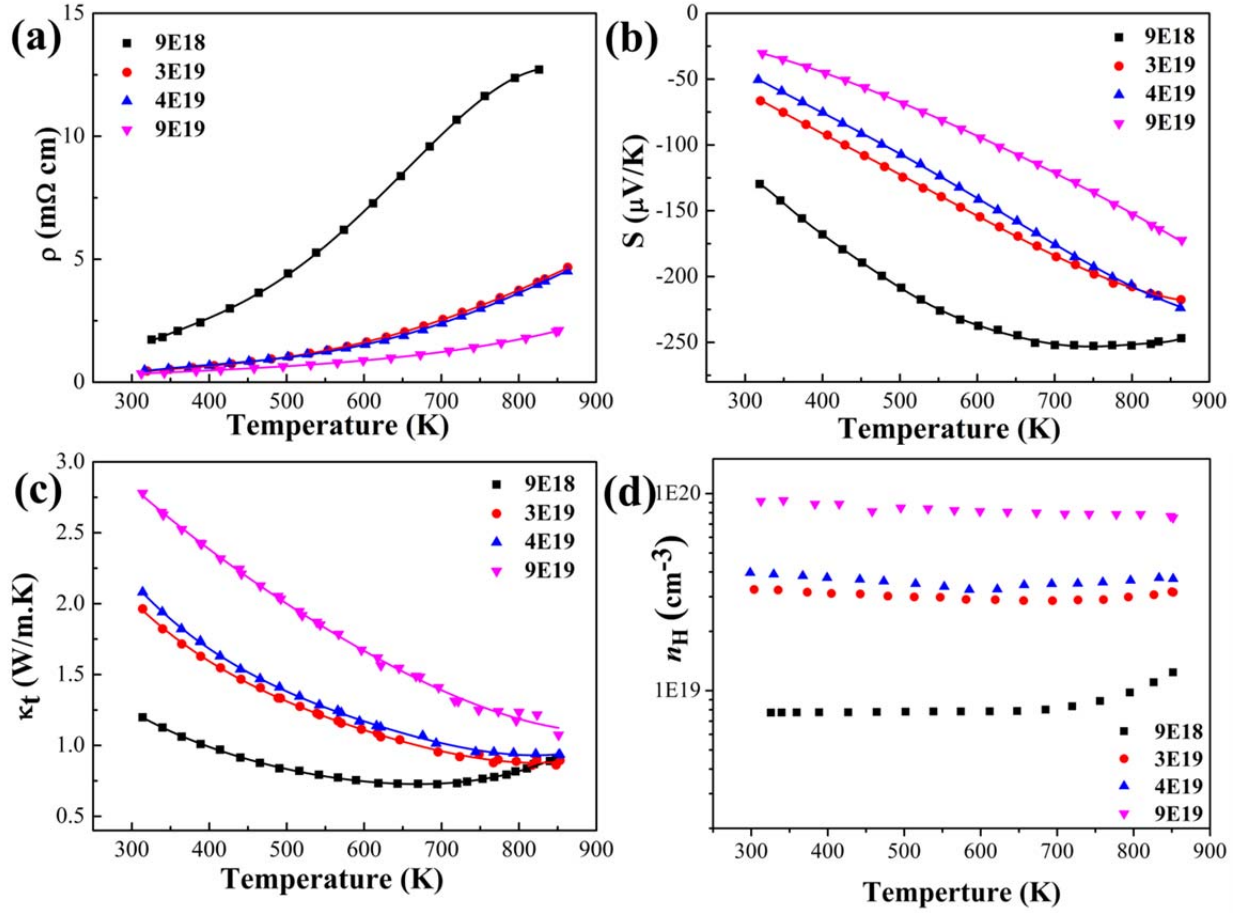 (a)
9E18
3E19
4E19
9E19
15
10
5
0
ρ (mΩ cm)
300 400 500 600 700 800 900
Temperature (K)
(b)
9E18
3E19
4E19
9E19
0
-50
-100
-150
-200
-250
S (μV/K)
300 400 500 600 700 800 900
Temperature (K)
(c)
9E18
3E19
4E19
9E19
3.0
2.5
2.0
1.5
1.0
0.5
κt (W/m.K)
300 400 500 600 700 800 900
Temperature (K)
(d)
1E20
1E19
nH (cm-3)
9E18
3E19
4E19
9E19
300 400 500 600 700 800 900
Temperture (K)